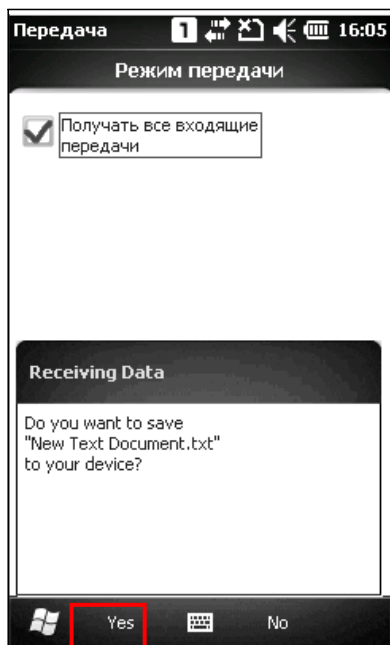 Передача 1 16:05
Режим передачи
Получать все входящие
передачи
Receiving Data
Do you want to save
"New Text Document.txt"
to your device?
Yes No